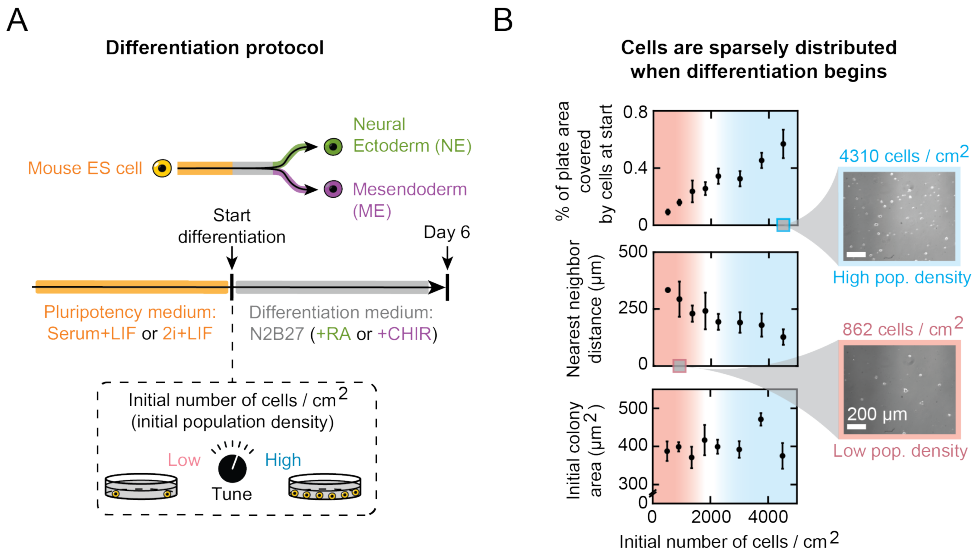 A
Differentiation protocol
Mouse ES cell
Neural
Ectoderm (NE)
Mesendoderm
(ME)
Start
differentiation
Day 6
Pluripotency medium:
Serum+LIF or 2i+LIF
Differentiation medium:
N2B27 (+RA or +CHIR)
Initial number of cells / cm2
(initial population density)
Low
High
Tune
B
Cells are sparsely distributed
when differentiation begins
% of plate area
covered
by cells at start
0.8
0.4
0
4310 cells / cm2
High pop. density
Nearest neighbor
distance (µm)
500
250
0
862 cells / cm2
200 µm
Low pop. density
Initial colony
area (µm2)
500
400
300
0
0
2000
4000
Initial number of cells / cm2